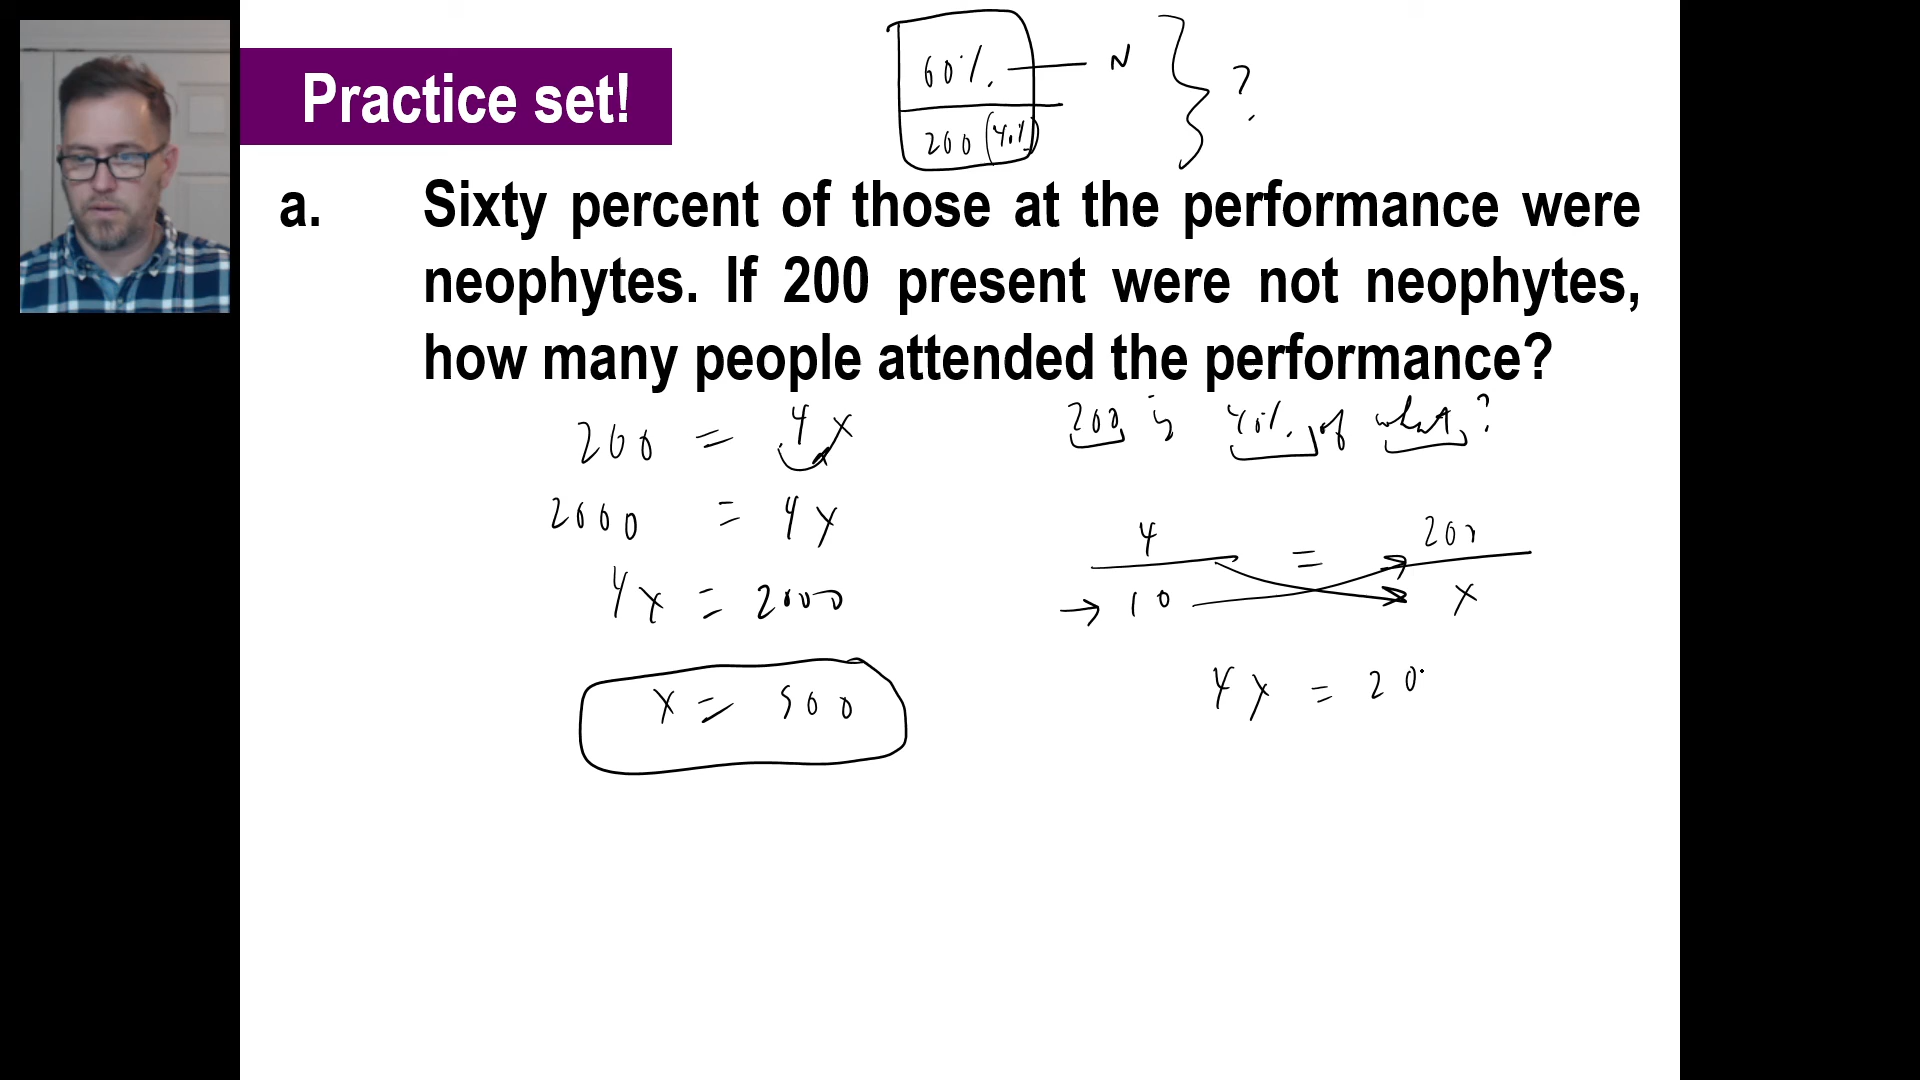 60% — N } ?
200 (40%)
Practice set!
a. Sixty percent of those at the performance were
neophytes. If 200 present were not neophytes,
how many people attended the performance?
200 = .4x
2000 = 4x
4x = 2000
x = 500
200 is 40% of what?
4 = 200
→ 10 x
4x = 20